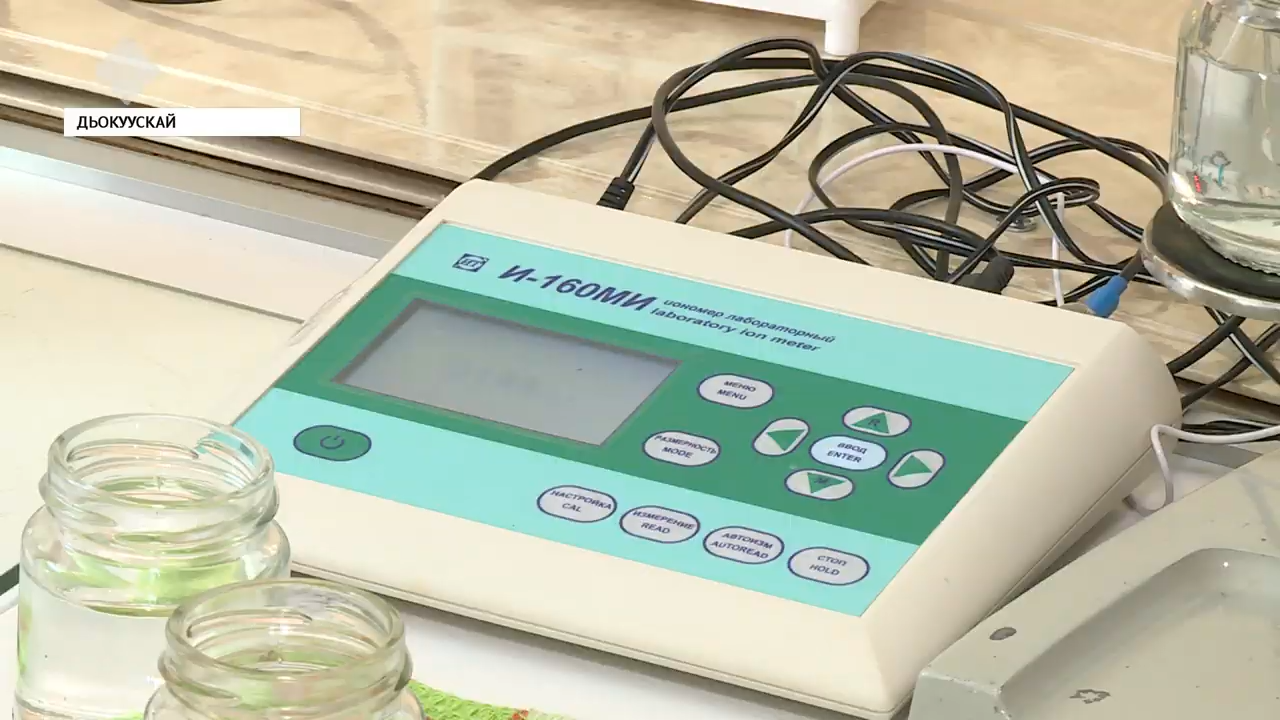 ДЬОКУУСКАЙ
ИТ
И-160МИ
иономер лабораторный
laboratory ion meter
МЕНЮ
MENU
РАЗМЕРНОСТЬ
MODE
R
ВВОД
ENTER
НАСТРОЙКА
CAL
ИЗМЕРЕНИЕ
READ
АВТОИЗМ
AUTOREAD
СТОП
HOLD